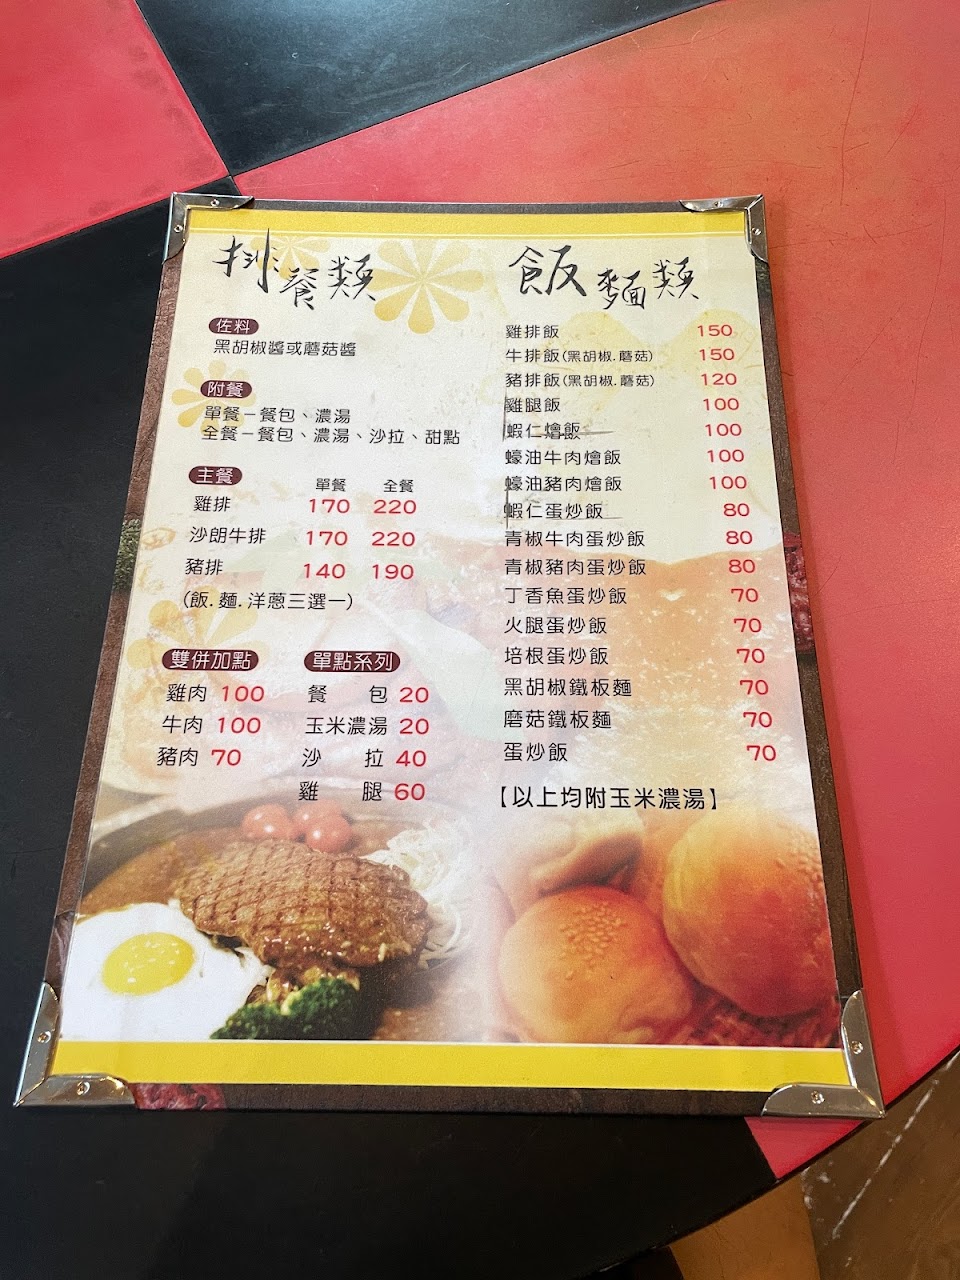 排餐類
佐料
黑胡椒醬或蘑菇醬
附餐
單餐－餐包、濃湯
全餐－餐包、濃湯、沙拉、甜點
主餐 單餐 全餐
雞排 170 220
沙朗牛排 170 220
豬排 140 190
(飯.麵.洋蔥三選一)
雙併加點
雞肉 100
牛肉 100
豬肉 70
單點系列
餐包 20
玉米濃湯 20
沙拉 40
雞腿 60
飯麵類
雞排飯 150
牛排飯(黑胡椒.蘑菇) 150
豬排飯(黑胡椒.蘑菇) 120
雞腿飯 100
蝦仁燴飯 100
蠔油牛肉燴飯 100
蠔油豬肉燴飯 100
蝦仁蛋炒飯 80
青椒牛肉蛋炒飯 80
青椒豬肉蛋炒飯 80
丁香魚蛋炒飯 70
火腿蛋炒飯 70
培根蛋炒飯 70
黑胡椒鐵板麵 70
磨菇鐵板麵 70
蛋炒飯 70
【以上均附玉米濃湯】